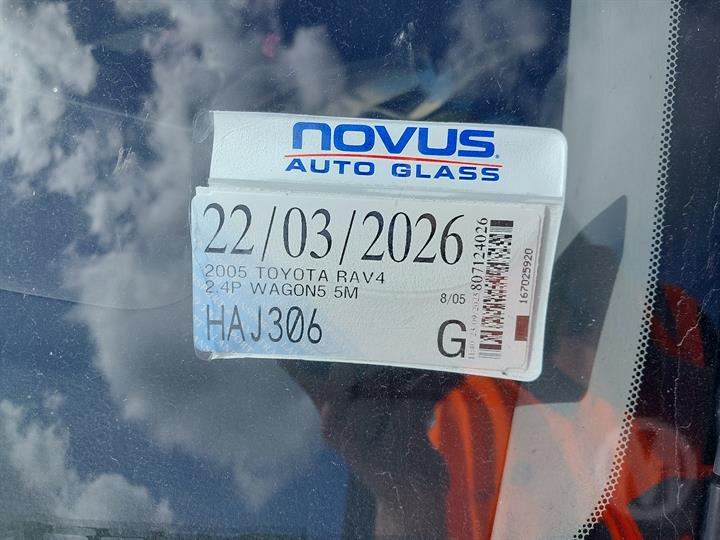 NOVUS
AUTO GLASS
22/03/2026
2005 TOYOTA RAV4
2.4P WAGON5 5M
8/05
HAJ306
G
807124026
167025920